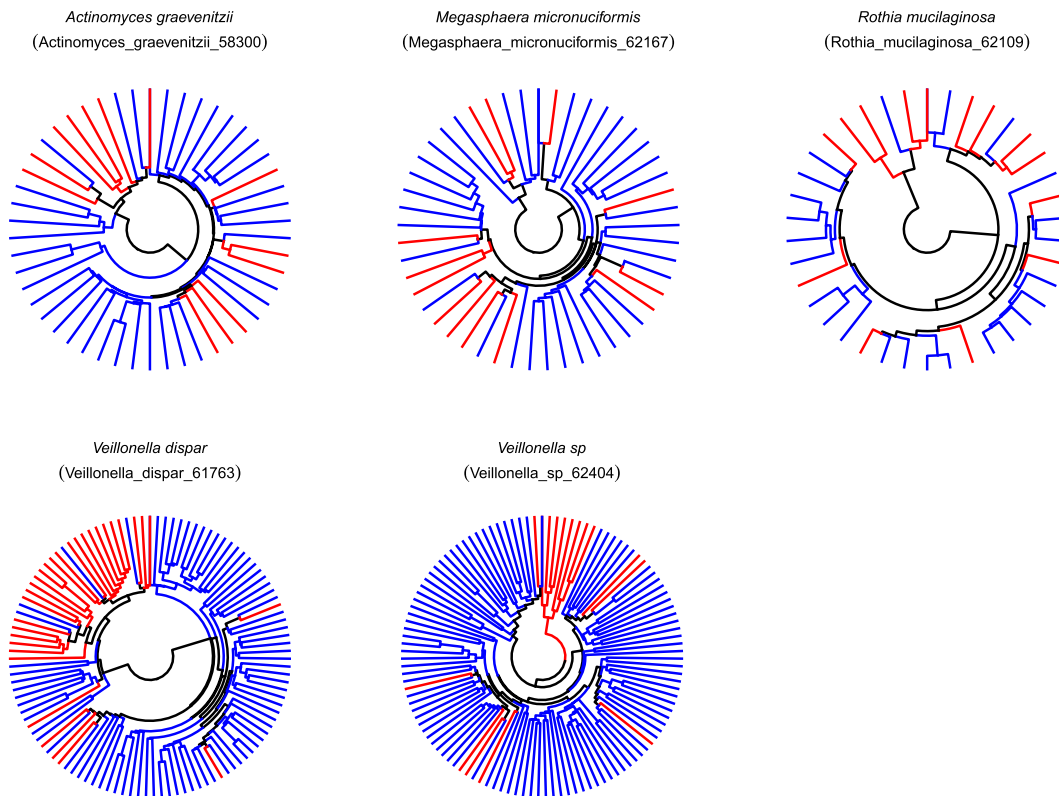 Actinomyces graevenitzii
(Actinomyces_graevenitzii_58300)
Megasphaera micronuciformis
(Megasphaera_micronuciformis_62167)
Rothia mucilaginosa
(Rothia_mucilaginosa_62109)
Veillonella dispar
(Veillonella_dispar_61763)
Veillonella sp
(Veillonella_sp_62404)